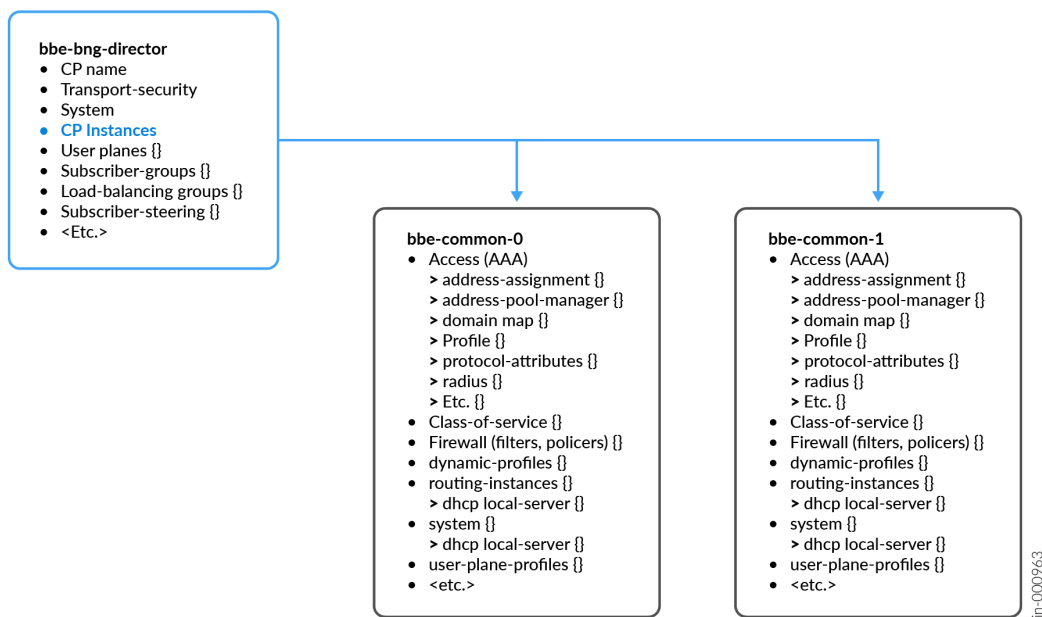 bbe-bng-director
• CP name
• Transport-security
• System
• CP Instances
• User planes {}
• Subscriber-groups {}
• Load-balancing groups {}
• Subscriber-steering {}
• <Etc.>
bbe-common-0
• Access (AAA)
> address-assignment {}
> address-pool-manager {}
> domain map {}
> Profile {}
> protocol-attributes {}
> radius {}
> Etc. {}
• Class-of-service {}
• Firewall (filters, policers) {}
• dynamic-profiles {}
• routing-instances {}
> dhcp local-server {}
• system {}
> dhcp local-server {}
• user-plane-profiles {}
• <etc.>
bbe-common-1
• Access (AAA)
> address-assignment {}
> address-pool-manager {}
> domain map {}
> Profile {}
> protocol-attributes {}
> radius {}
> Etc. {}
• Class-of-service {}
• Firewall (filters, policers) {}
• dynamic-profiles {}
• routing-instances {}
> dhcp local-server {}
• system {}
> dhcp local-server {}
• user-plane-profiles {}
• <etc.>
jn-000963